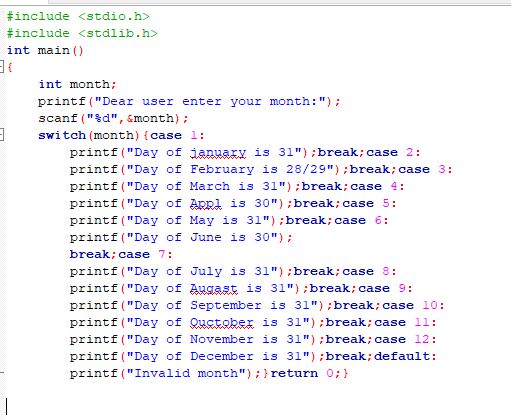 #include <stdio.h>
#include <stdlib.h>
int main()
{
int month;
printf("Dear user enter your month:");
scanf("%d",&month);
switch(month){case 1:
printf("Day of january is 31");break;case 2:
printf("Day of February is 28/29");break;case 3:
printf("Day of March is 31");break;case 4:
printf("Day of Appl is 30");break;case 5:
printf("Day of May is 31");break;case 6:
printf("Day of June is 30");
break;case 7:
printf("Day of July is 31");break;case 8:
printf("Day of Augast is 31");break;case 9:
printf("Day of September is 31");break;case 10:
printf("Day of Ouctober is 31");break;case 11:
printf("Day of November is 31");break;case 12:
printf("Day of December is 31");break;default:
printf("Invalid month");}return 0;}